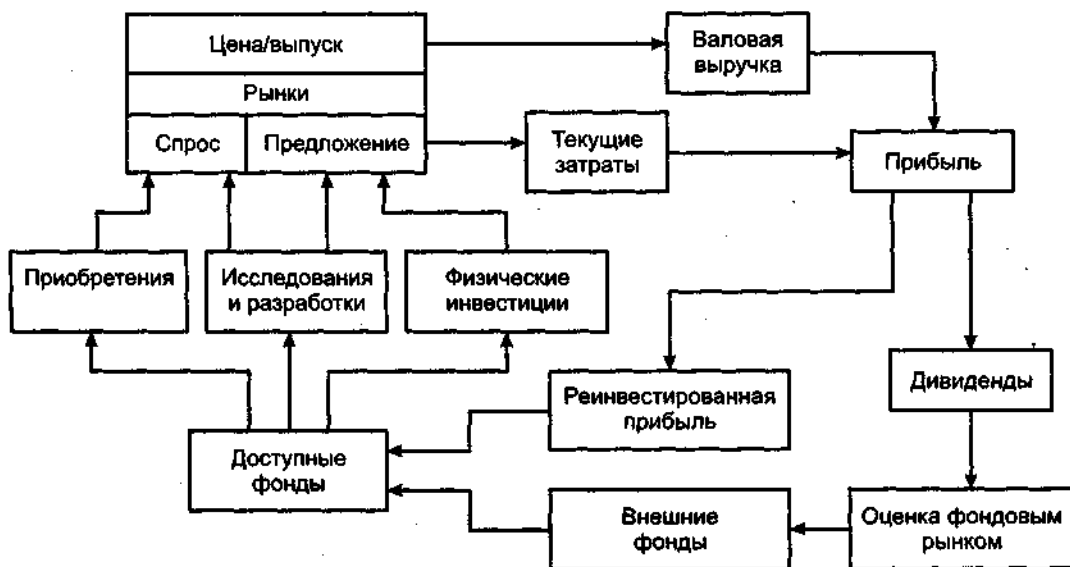 Цена/выпуск
Рынки
Спрос
Предложение
Валовая
выручка
Текущие
затраты
Прибыль
Приобретения
Исследования
и разработки
Физические
инвестиции
Реинвестированная
прибыль
Дивиденды
Доступные
фонды
Внешние
фонды
Оценка фондовым
рынком